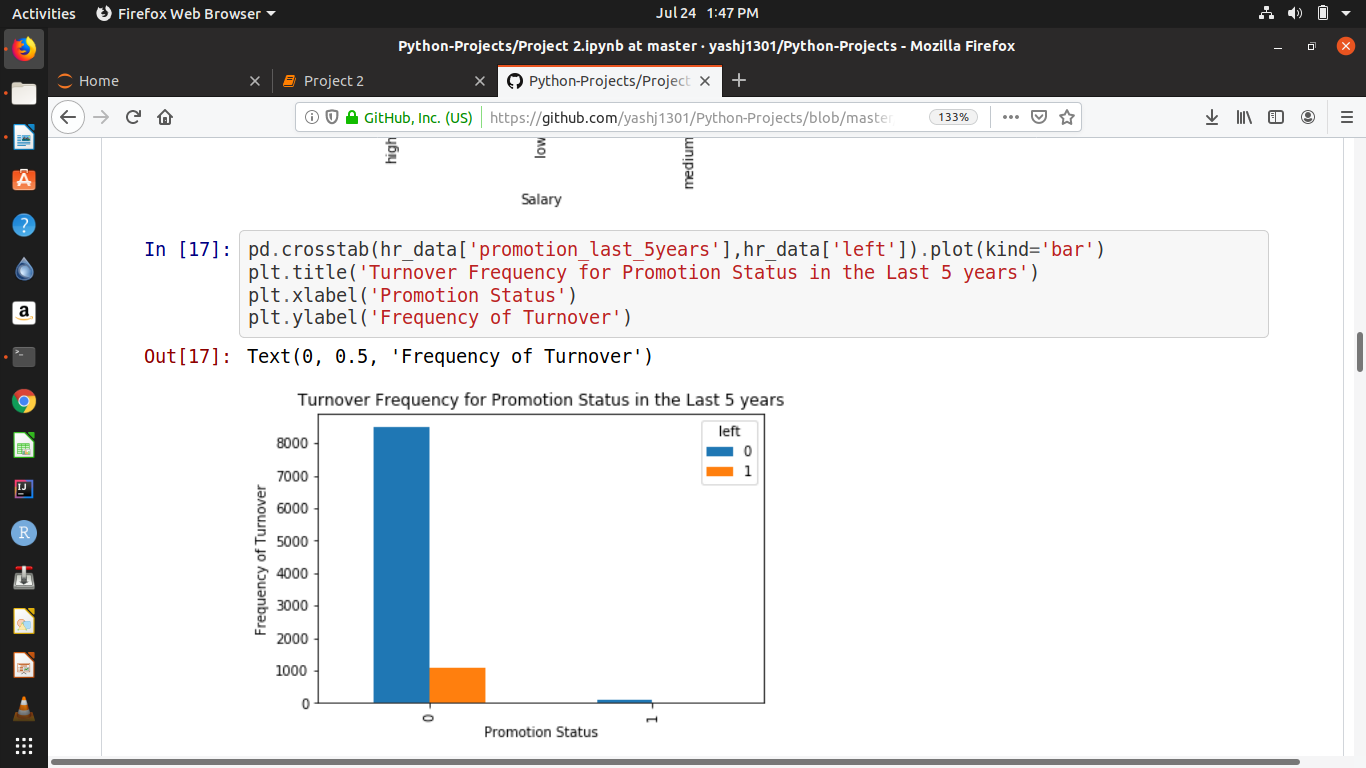 Activities Firefox Web Browser Jul 24 1:47 PM
Python-Projects/Project 2.ipynb at master · yashj1301/Python-Projects - Mozilla Firefox
Home Project 2 Python-Projects/Project
GitHub, Inc. (US) https://github.com/yashj1301/Python-Projects/blob/master 133%
high low medium
Salary
In [17]: pd.crosstab(hr_data['promotion_last_5years'],hr_data['left']).plot(kind='bar')
plt.title('Turnover Frequency for Promotion Status in the Last 5 years')
plt.xlabel('Promotion Status')
plt.ylabel('Frequency of Turnover')
Out[17]: Text(0, 0.5, 'Frequency of Turnover')
Turnover Frequency for Promotion Status in the Last 5 years
left
0
1
Frequency of Turnover
8000
7000
6000
5000
4000
3000
2000
1000
0
0 1
Promotion Status
a
IJ
R